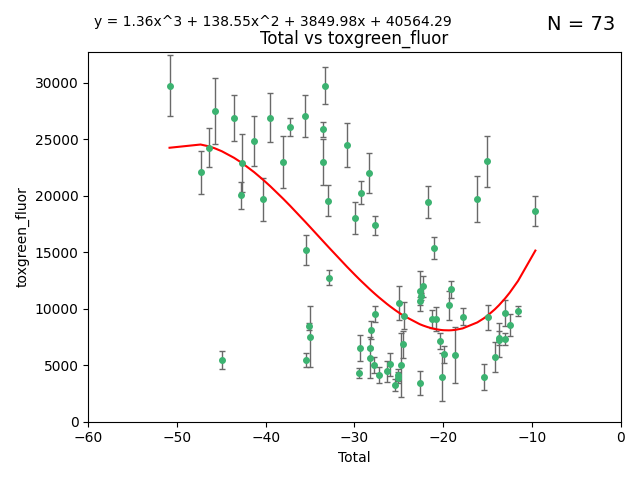 y = 1.36x^3 + 138.55x^2 + 3849.98x + 40564.29
N = 73
Total vs toxgreen_fluor
30000
25000
20000
15000
10000
5000
0
toxgreen_fluor
−60
−50
−40
−30
−20
−10
0
Total